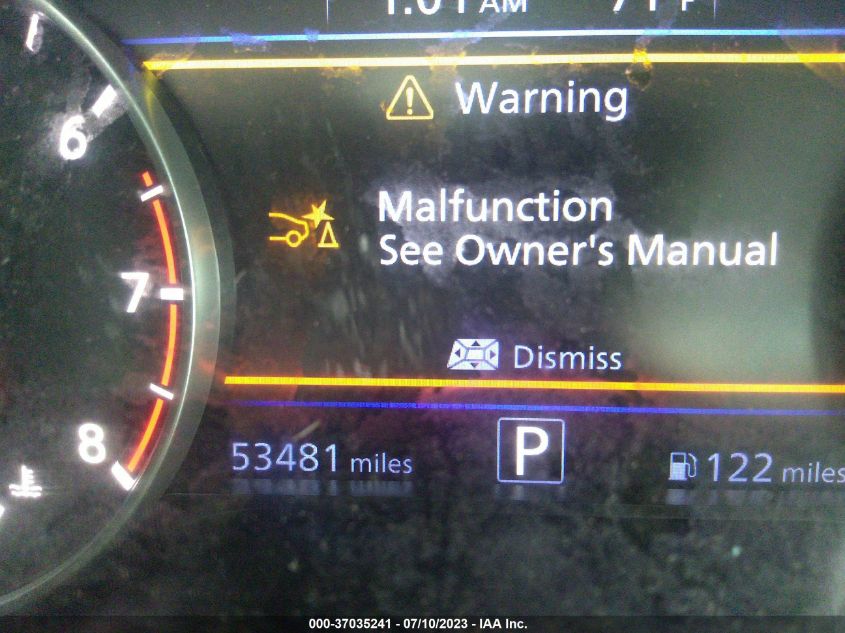 AM
Warning
6
Malfunction
See Owner's Manual
7
Dismiss
8
53481 miles
P
122 miles
000-37035241 - 07/10/2023 - IAA Inc.